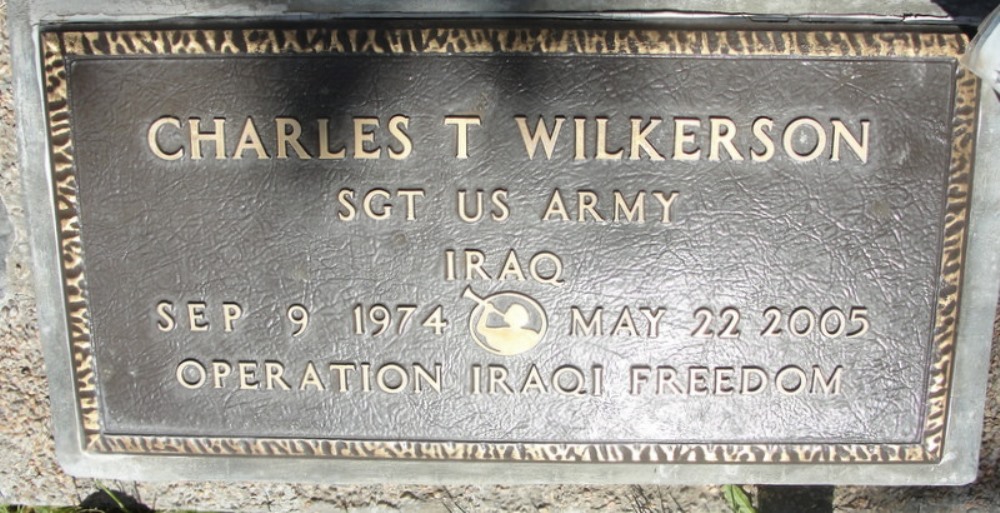 CHARLES T WILKERSON
SGT US ARMY
IRAQ
SEP 9 1974 MAY 22 2005
OPERATION IRAQI FREEDOM